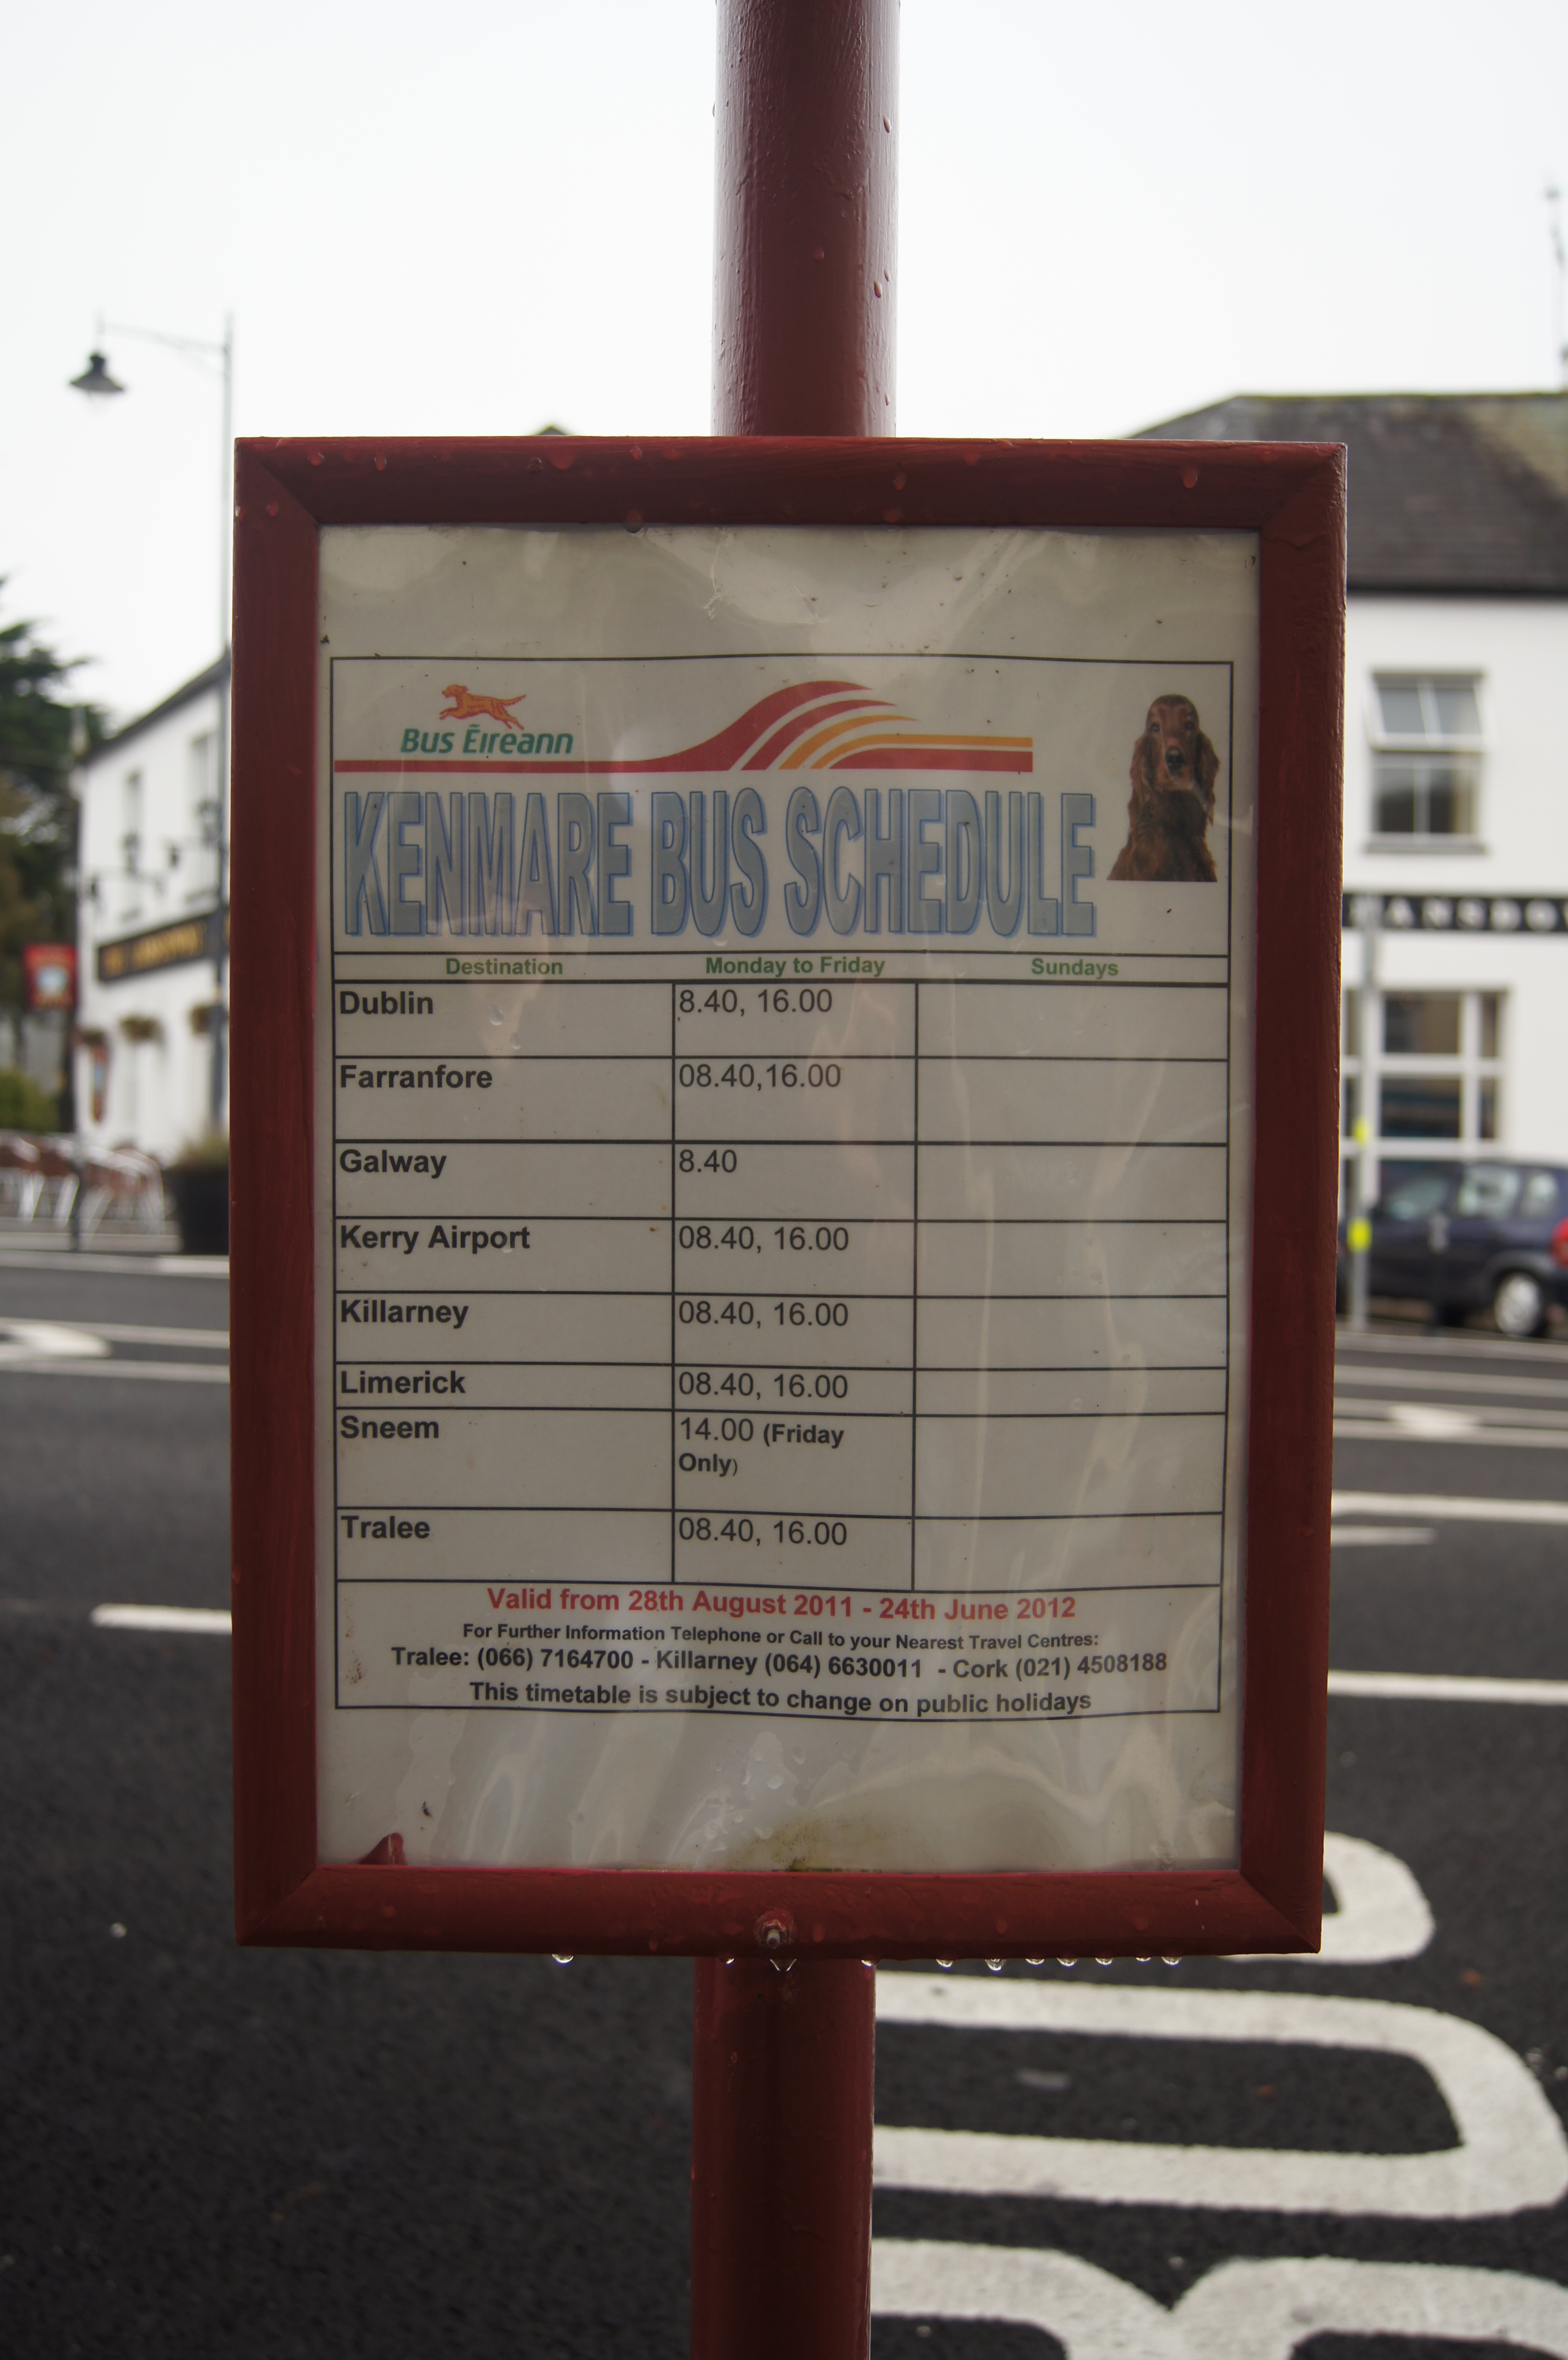 Bus Éireann
KENMARE BUS SCHEDULE
Destination Monday to Friday Sundays
Dublin 8.40, 16.00
Farranfore 08.40,16.00
Galway 8.40
Kerry Airport 08.40, 16.00
Killarney 08.40, 16.00
Limerick 08.40, 16.00
Sneem 14.00 (Friday
Only)
Tralee 08.40, 16.00
Valid from 28th August 2011 - 24th June 2012
For Further Information Telephone or Call to your Nearest Travel Centres:
Tralee: (066) 7164700 - Killarney (064) 6630011 - Cork (021) 4508188
This timetable is subject to change on public holidays